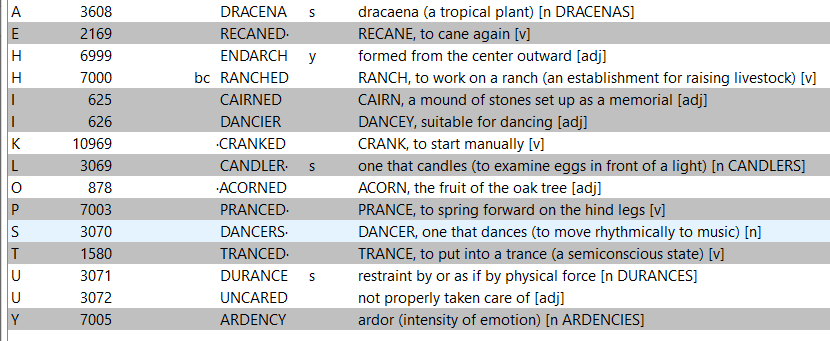 A 3608 DRACENA s dracaena (a tropical plant) [n DRACENAS]
E 2169 RECANED· RECANE, to cane again [v]
H 6999 ENDARCH y formed from the center outward [adj]
H 7000 bc RANCHED RANCH, to work on a ranch (an establishment for raising livestock) [v]
I 625 CAIRNED CAIRN, a mound of stones set up as a memorial [adj]
I 626 DANCIER DANCEY, suitable for dancing [adj]
K 10969 ·CRANKED CRANK, to start manually [v]
L 3069 CANDLER· s one that candles (to examine eggs in front of a light) [n CANDLERS]
O 878 ·ACORNED ACORN, the fruit of the oak tree [adj]
P 7003 PRANCED· PRANCE, to spring forward on the hind legs [v]
S 3070 DANCERS· DANCER, one that dances (to move rhythmically to music) [n]
T 1580 TRANCED· TRANCE, to put into a trance (a semiconscious state) [v]
U 3071 DURANCE s restraint by or as if by physical force [n DURANCES]
U 3072 UNCARED not properly taken care of [adj]
Y 7005 ARDENCY ardor (intensity of emotion) [n ARDENCIES]